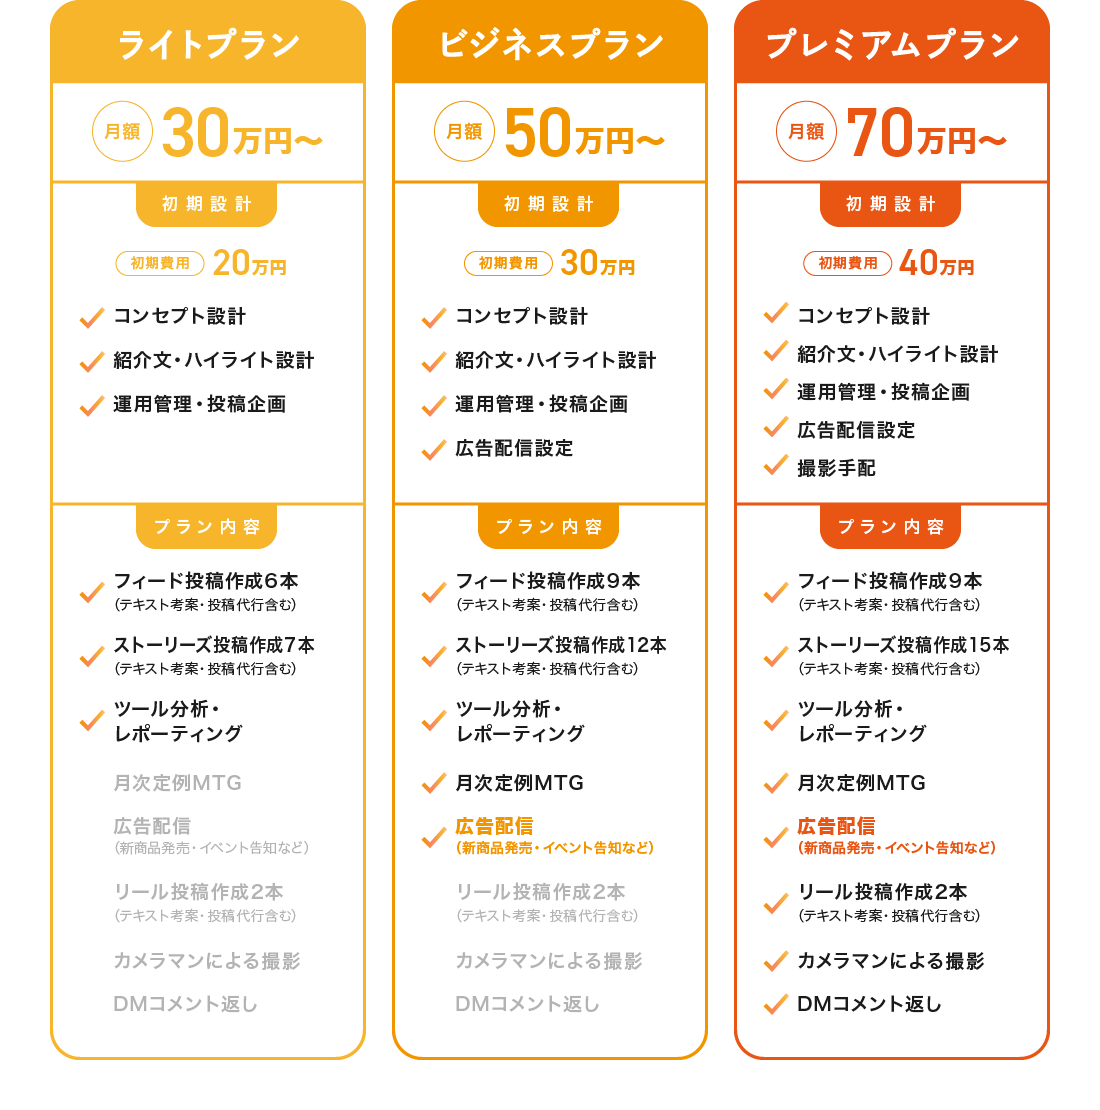 ライトプラン
月額 30万円〜
初期設計
初期費用 20万円
コンセプト設計
紹介文・ハイライト設計
運用管理・投稿企画
プラン内容
フィード投稿作成6本
（テキスト考案・投稿代行含む）
ストーリーズ投稿作成7本
（テキスト考案・投稿代行含む）
ツール分析・
レポーティング
月次定例MTG
広告配信
（新商品発売・イベント告知など）
リール投稿作成2本
（テキスト考案・投稿代行含む）
カメラマンによる撮影
DMコメント返し
ビジネスプラン
月額 50万円〜
初期設計
初期費用 30万円
コンセプト設計
紹介文・ハイライト設計
運用管理・投稿企画
広告配信設定
プラン内容
フィード投稿作成9本
（テキスト考案・投稿代行含む）
ストーリーズ投稿作成12本
（テキスト考案・投稿代行含む）
ツール分析・
レポーティング
月次定例MTG
広告配信
（新商品発売・イベント告知など）
リール投稿作成2本
（テキスト考案・投稿代行含む）
カメラマンによる撮影
DMコメント返し
プレミアムプラン
月額 70万円〜
初期設計
初期費用 40万円
コンセプト設計
紹介文・ハイライト設計
運用管理・投稿企画
広告配信設定
撮影手配
プラン内容
フィード投稿作成9本
（テキスト考案・投稿代行含む）
ストーリーズ投稿作成15本
（テキスト考案・投稿代行含む）
ツール分析・
レポーティング
月次定例MTG
広告配信
（新商品発売・イベント告知など）
リール投稿作成2本
（テキスト考案・投稿代行含む）
カメラマンによる撮影
DMコメント返し